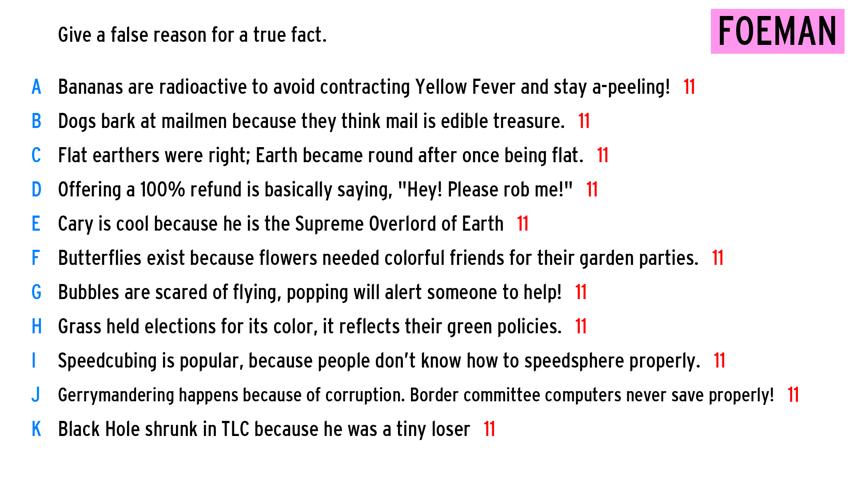 Give a false reason for a true fact.
FOEMAN
A Bananas are radioactive to avoid contracting Yellow Fever and stay a-peeling! 11
B Dogs bark at mailmen because they think mail is edible treasure. 11
C Flat earthers were right; Earth became round after once being flat. 11
D Offering a 100% refund is basically saying, "Hey! Please rob me!" 11
E Cary is cool because he is the Supreme Overlord of Earth 11
F Butterflies exist because flowers needed colorful friends for their garden parties. 11
G Bubbles are scared of flying, popping will alert someone to help! 11
H Grass held elections for its color, it reflects their green policies. 11
I Speedcubing is popular, because people don’t know how to speedsphere properly. 11
J Gerrymandering happens because of corruption. Border committee computers never save properly! 11
K Black Hole shrunk in TLC because he was a tiny loser 11